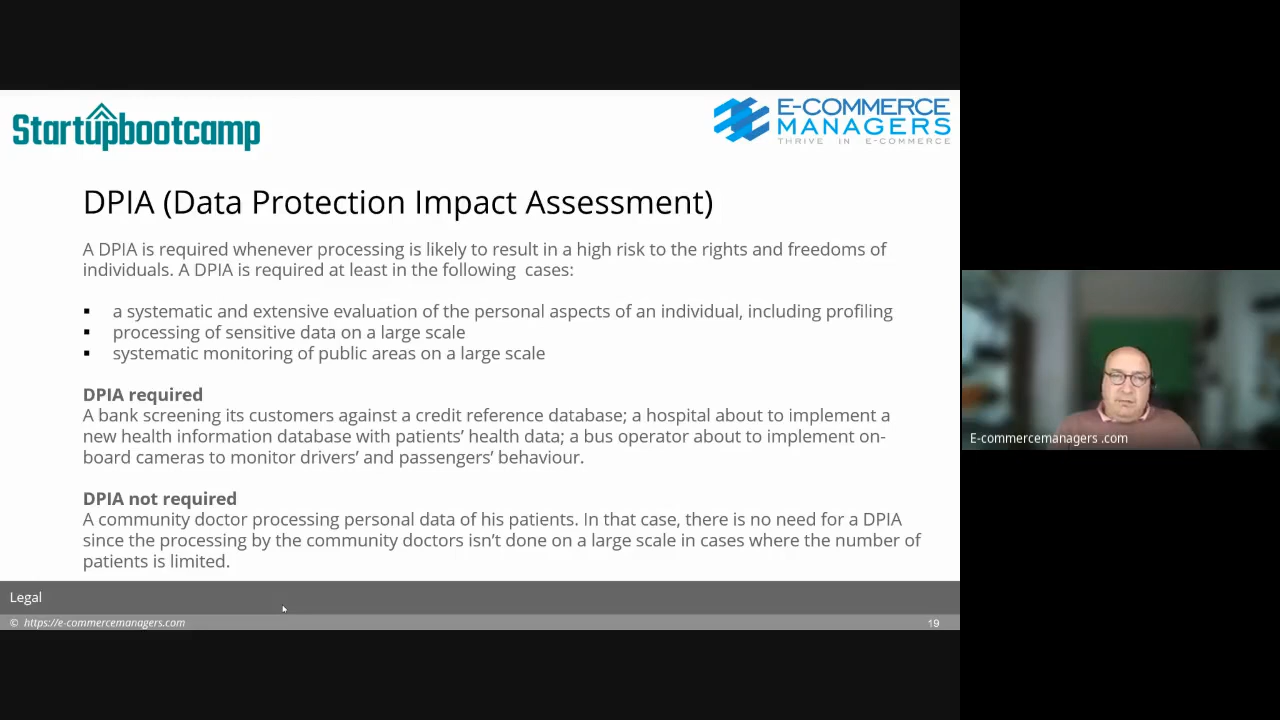 Startupbootcamp
E-COMMERCE
MANAGERS
THRIVE IN E-COMMERCE
DPIA (Data Protection Impact Assessment)
A DPIA is required whenever processing is likely to result in a high risk to the rights and freedoms of
individuals. A DPIA is required at least in the following  cases:
▪ a systematic and extensive evaluation of the personal aspects of an individual, including profiling
▪ processing of sensitive data on a large scale
▪ systematic monitoring of public areas on a large scale
DPIA required
A bank screening its customers against a credit reference database; a hospital about to implement a
new health information database with patients’ health data; a bus operator about to implement on-
board cameras to monitor drivers’ and passengers’ behaviour.
DPIA not required
A community doctor processing personal data of his patients. In that case, there is no need for a DPIA
since the processing by the community doctors isn’t done on a large scale in cases where the number of
patients is limited.
Legal
© https://e-commercemanagers.com
19
E-commercemanagers .com